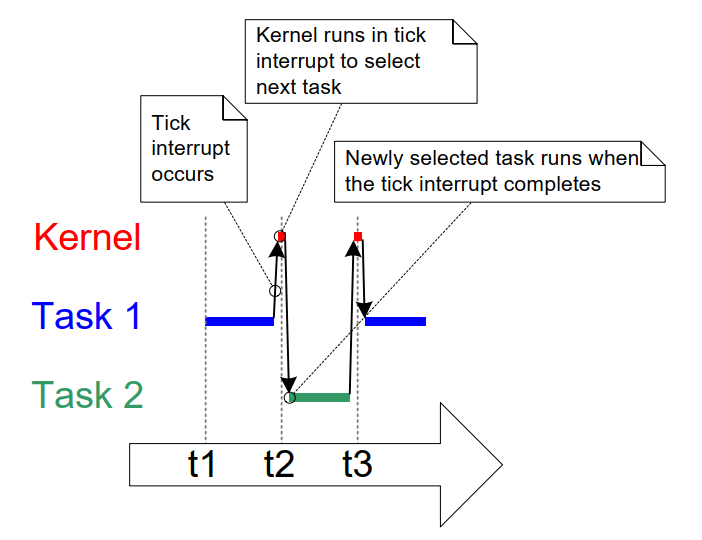 Kernel runs in tick
interrupt to select
next task
Tick
interrupt
occurs
Newly selected task runs when
the tick interrupt completes
Kernel
Task 1
Task 2
t1 t2 t3